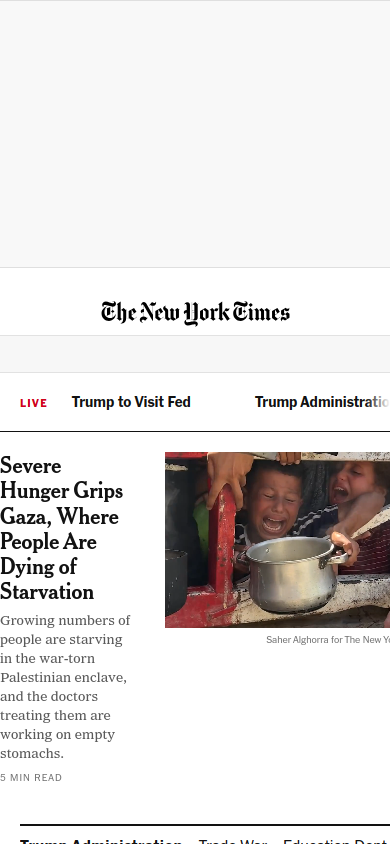 The New York Times
LIVE Trump to Visit Fed Trump Administratio
Severe
Hunger Grips
Gaza, Where
People Are
Dying of
Starvation
Growing numbers of
people are starving
in the war-torn
Palestinian enclave,
and the doctors
treating them are
working on empty
stomachs.
5 MIN READ
Saher Alghorra for The New Yo
Trump Administration Trade War Education Dept